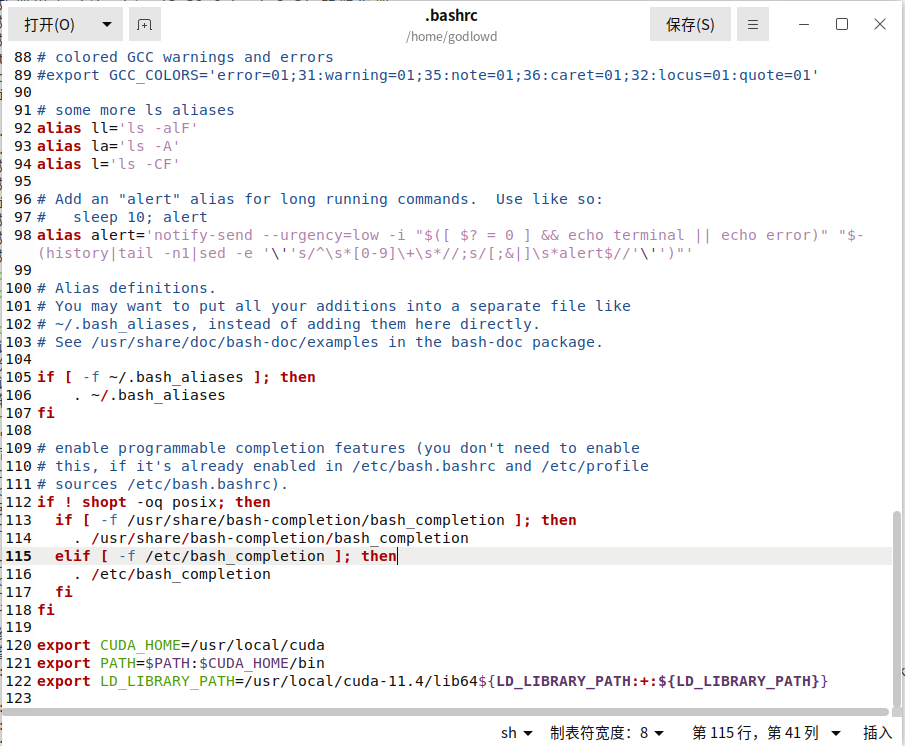 打开(O)
.bashrc
/home/godlowd
保存(S)
88 # colored GCC warnings and errors
89 #export GCC_COLORS='error=01;31:warning=01;35:note=01;36:caret=01;32:locus=01:quote=01'
90
91 # some more ls aliases
92 alias ll='ls -alF'
93 alias la='ls -A'
94 alias l='ls -CF'
95
96 # Add an "alert" alias for long running commands.  Use like so:
97 #   sleep 10; alert
98 alias alert='notify-send --urgency=low -i "$([ $? = 0 ] && echo terminal || echo error)" "$-
(history|tail -n1|sed -e '\''s/^\s*[0-9]\+\s*//;s/[;&|]\s*alert$//'\'')"'
99
100 # Alias definitions.
101 # You may want to put all your additions into a separate file like
102 # ~/.bash_aliases, instead of adding them here directly.
103 # See /usr/share/doc/bash-doc/examples in the bash-doc package.
104
105 if [ -f ~/.bash_aliases ]; then
106     . ~/.bash_aliases
107 fi
108
109 # enable programmable completion features (you don't need to enable
110 # this, if it's already enabled in /etc/bash.bashrc and /etc/profile
111 # sources /etc/bash.bashrc).
112 if ! shopt -oq posix; then
113   if [ -f /usr/share/bash-completion/bash_completion ]; then
114     . /usr/share/bash-completion/bash_completion
115   elif [ -f /etc/bash_completion ]; then
116     . /etc/bash_completion
117   fi
118 fi
119
120 export CUDA_HOME=/usr/local/cuda
121 export PATH=$PATH:$CUDA_HOME/bin
122 export LD_LIBRARY_PATH=/usr/local/cuda-11.4/lib64${LD_LIBRARY_PATH:+:${LD_LIBRARY_PATH}}
123
sh 制表符宽度：8 第 115 行，第 41 列 插入